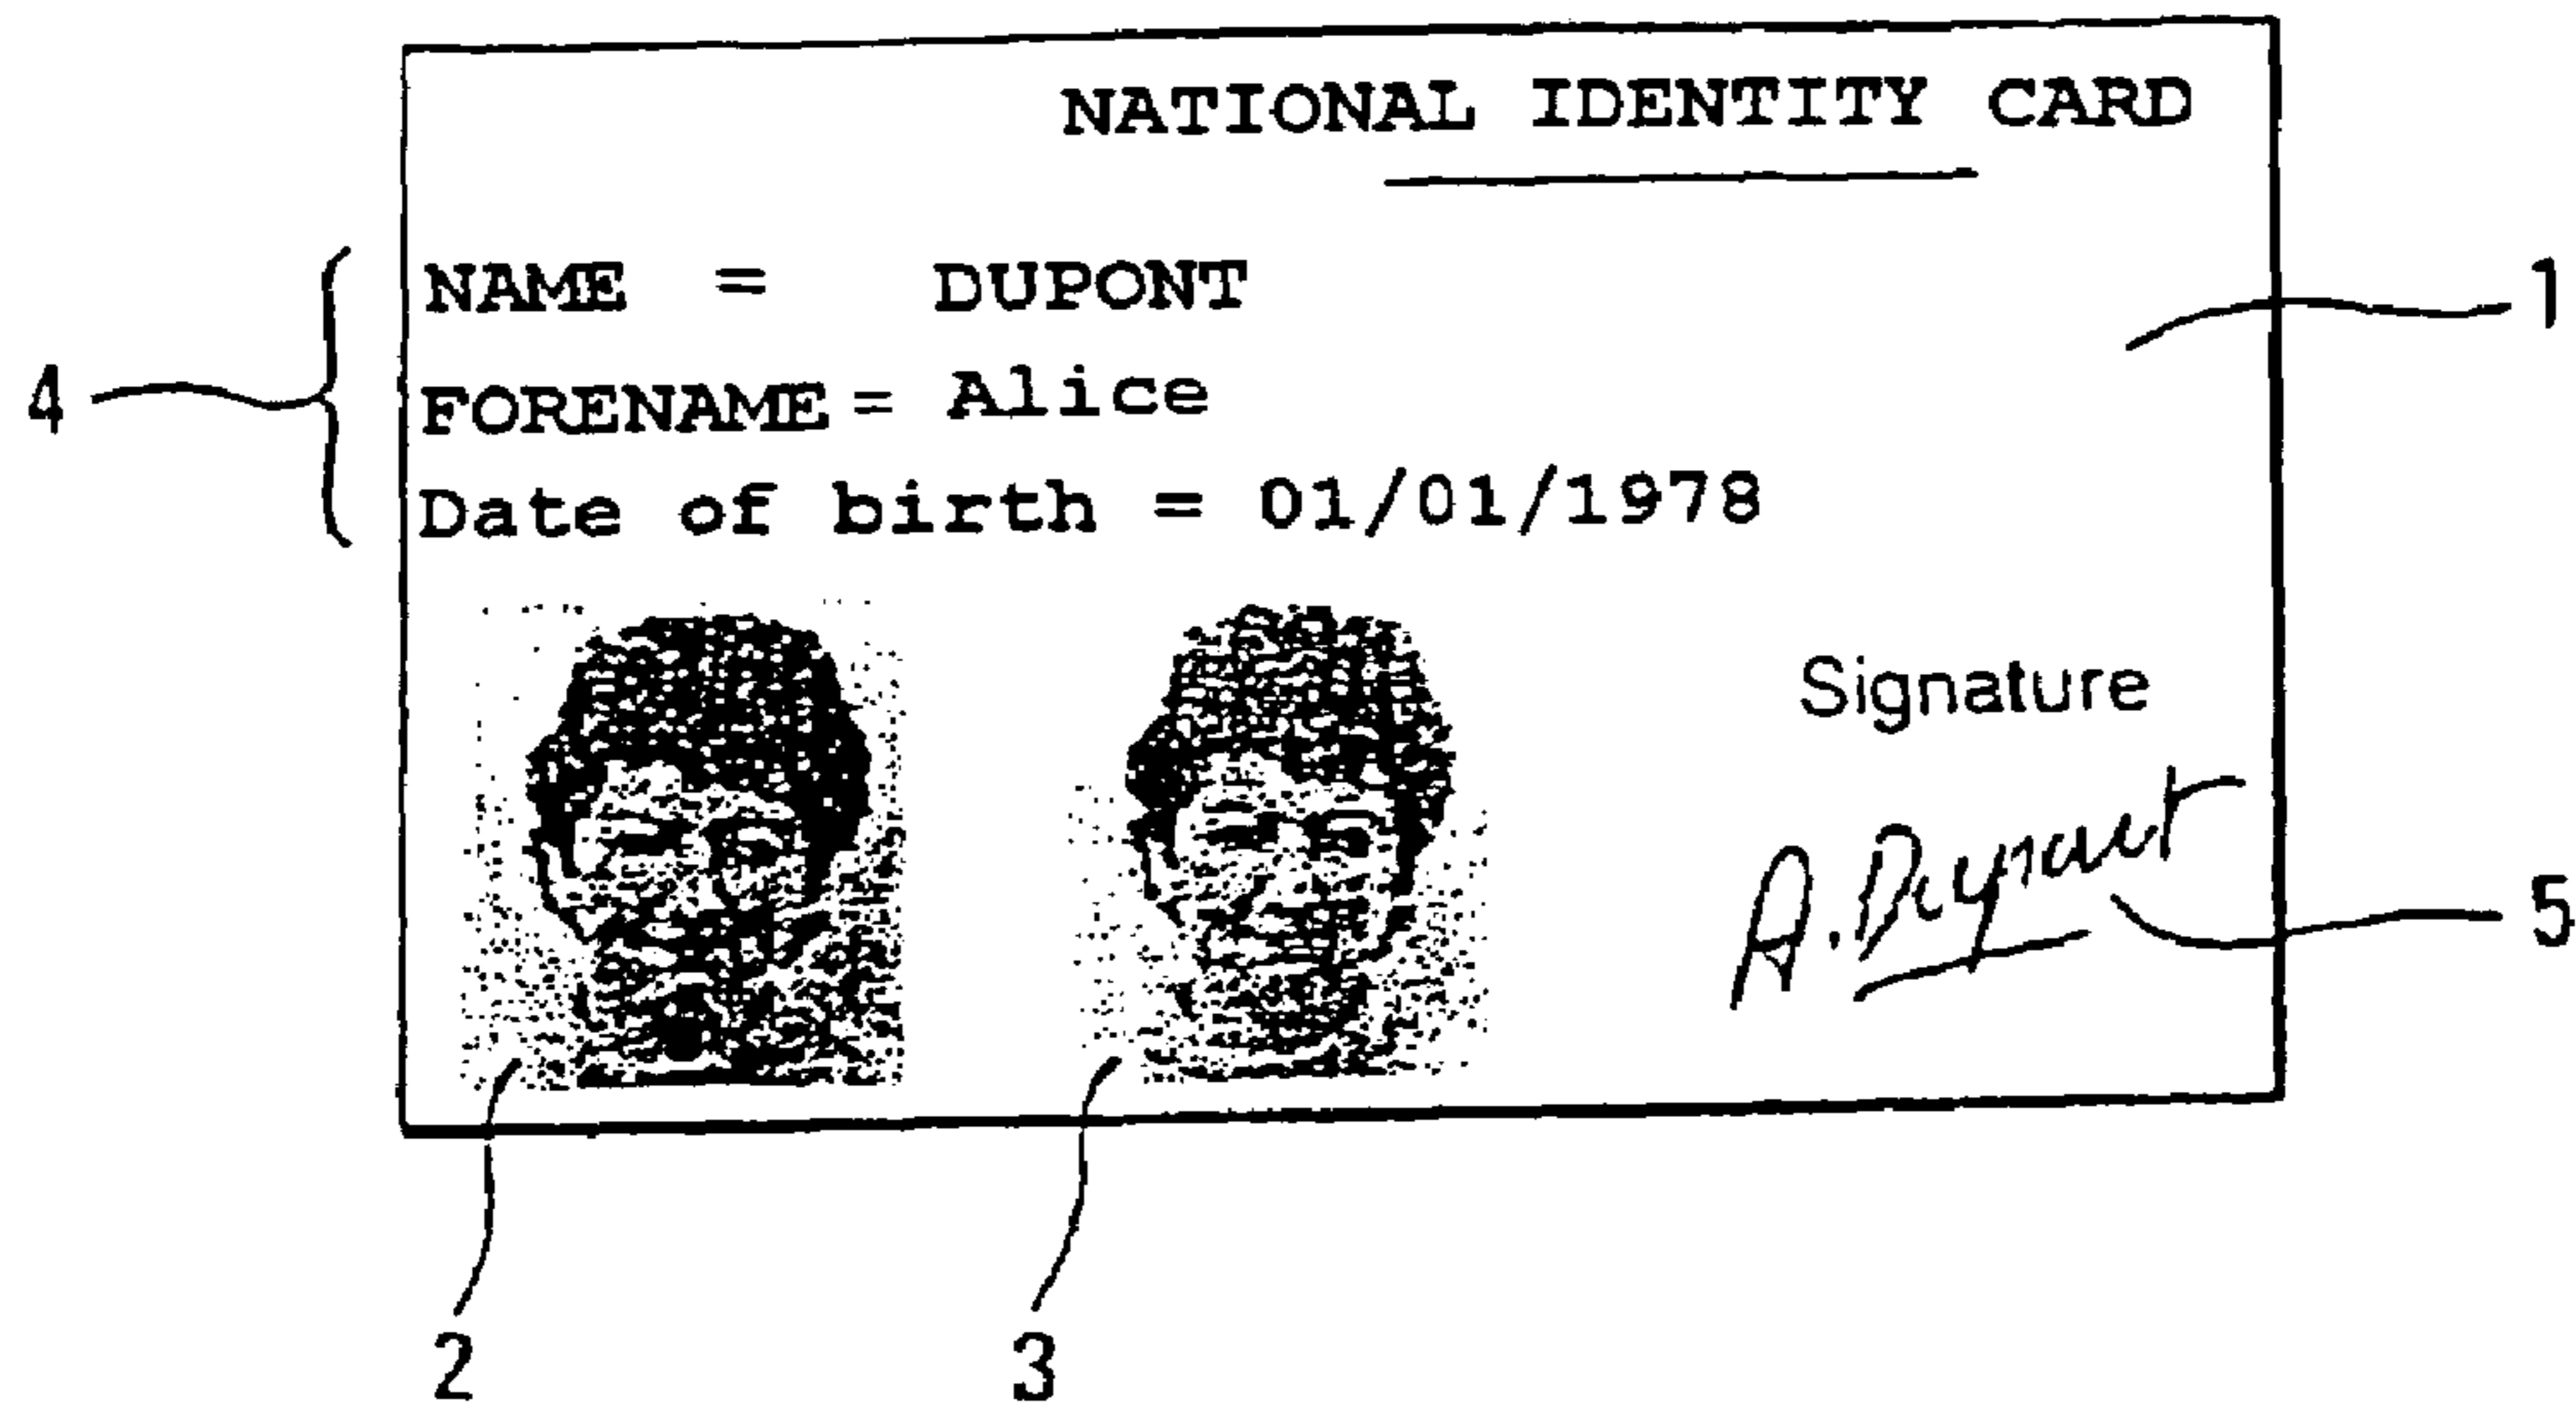 NATIONAL IDENTITY CARD
NAME = DUPONT
1
4
FORENAME = Alice
Date of birth = 01/01/1978
Signature
A. Dupont
5
2
3